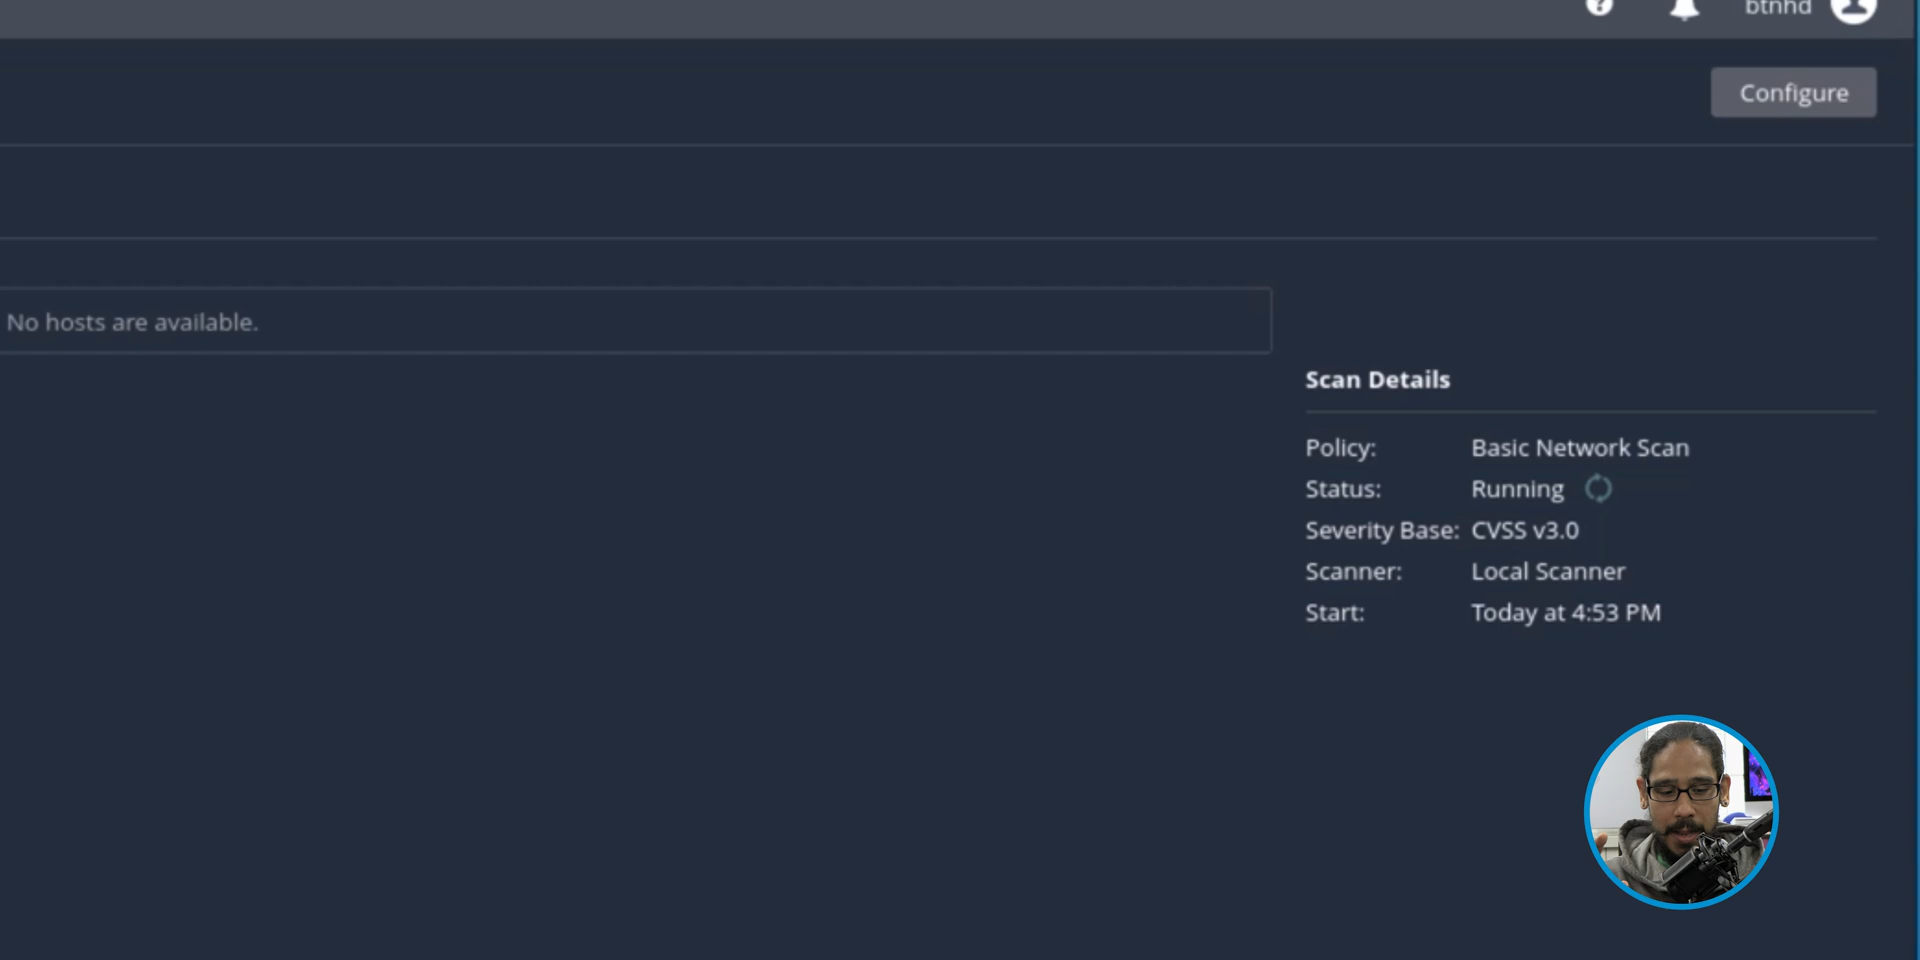 btnhd
Configure
No hosts are available.
Scan Details
Policy: Basic Network Scan
Status: Running
Severity Base: CVSS v3.0
Scanner: Local Scanner
Start: Today at 4:53 PM